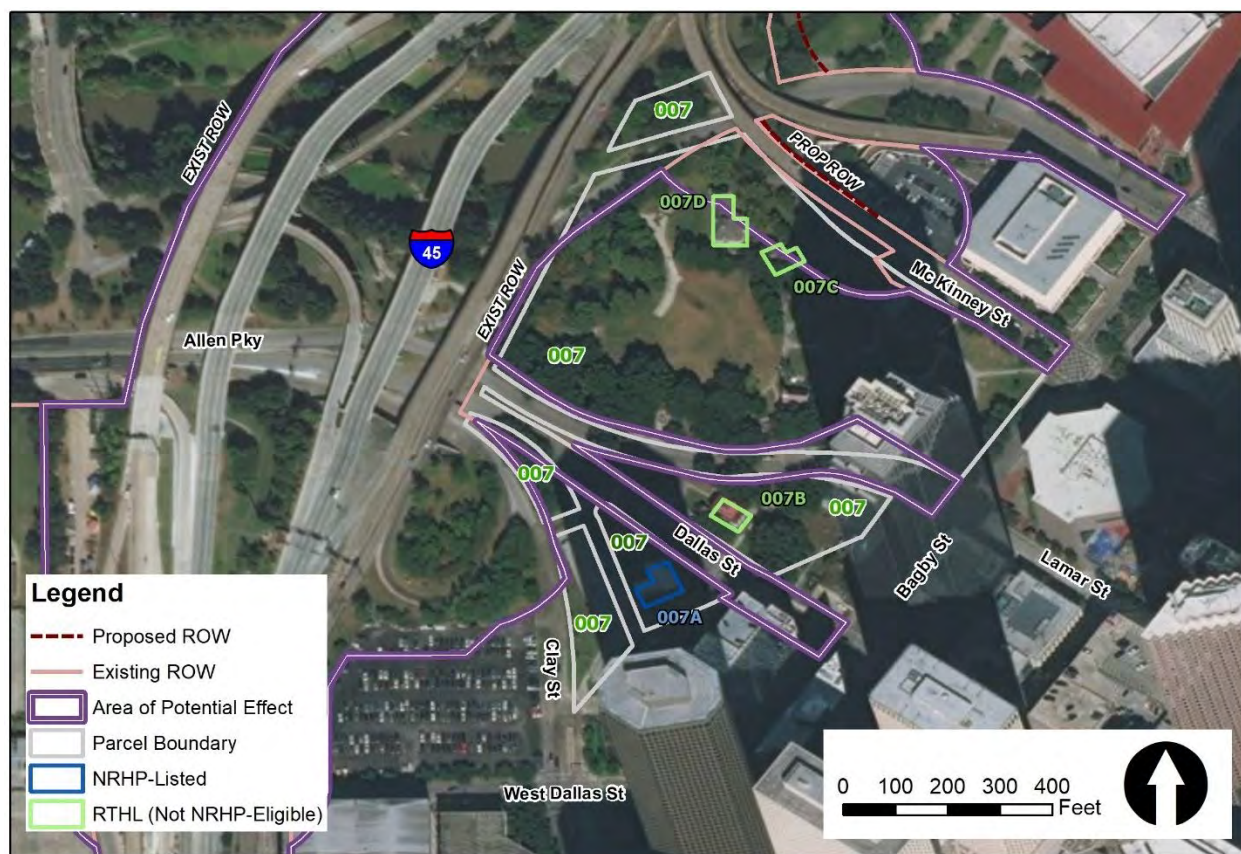 007
EXIST ROW
PROP ROW
007D
45
007C
Mc Kinney St
EXIST ROW
Allen Pky
007
007
007B
007
007
Dallas St
Bagby St
Lamar St
007A
007
Clay St
West Dallas St
Legend
Proposed ROW
Existing ROW
Area of Potential Effect
Parcel Boundary
NRHP-Listed
RTHL (Not NRHP-Eligible)
0 100 200 300 400
Feet